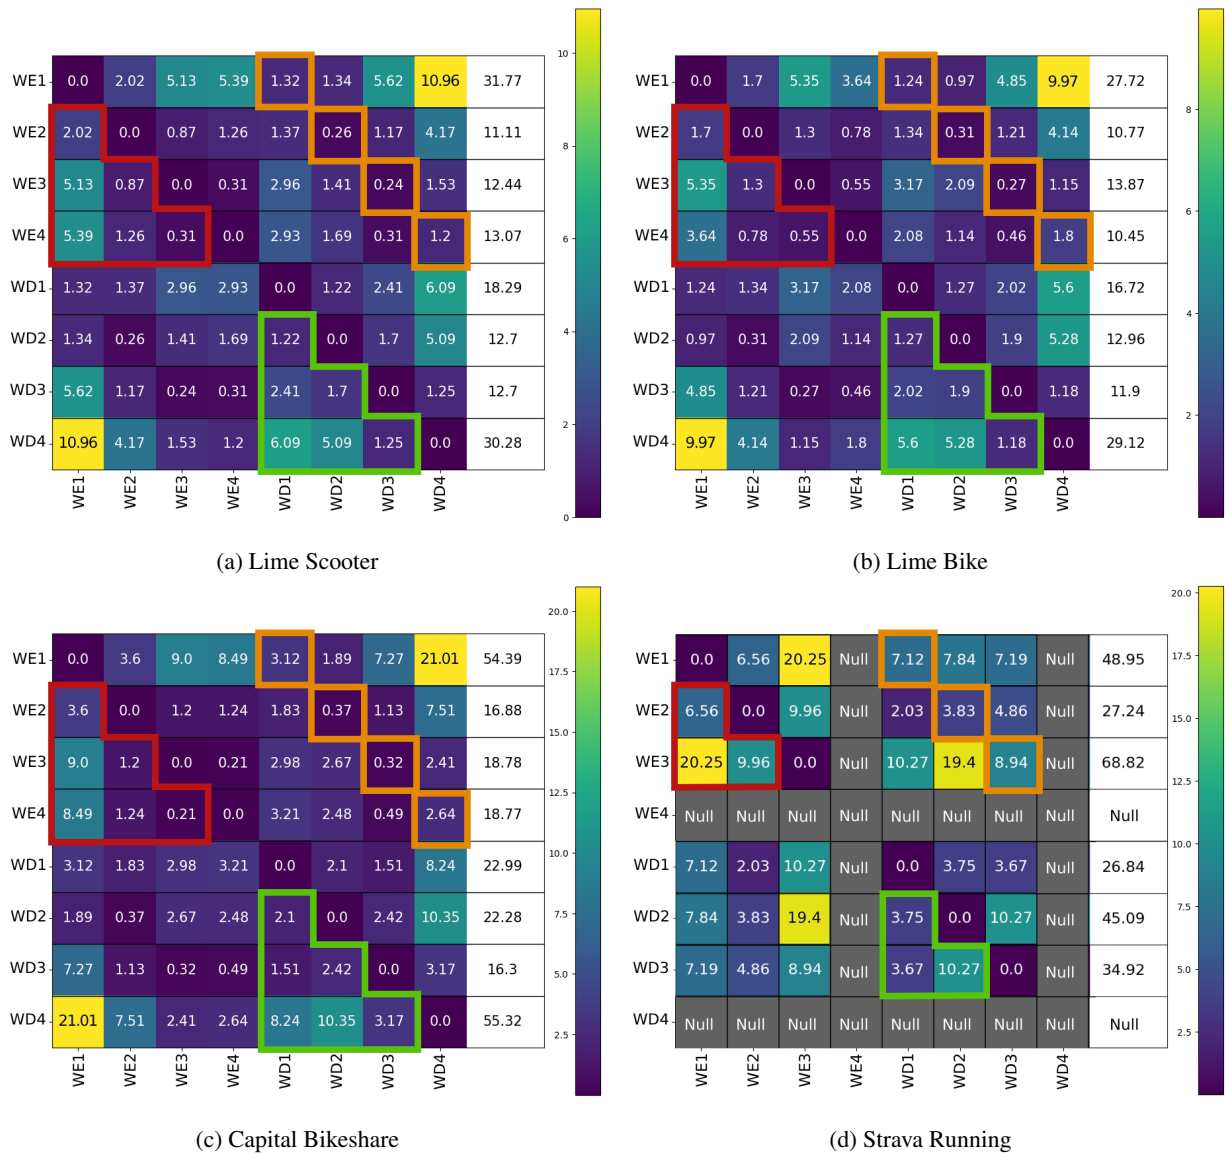 10
WE1 0.0 2.02 5.13 5.39 1.32 1.34 5.62 10.96 31.77
WE2 2.02 0.0 0.87 1.26 1.37 0.26 1.17 4.17 11.11
8
WE3 5.13 0.87 0.0 0.31 2.96 1.41 0.24 1.53 12.44
WE4 5.39 1.26 0.31 0.0 2.93 1.69 0.31 1.2 13.07
6
WD1 1.32 1.37 2.96 2.93 0.0 1.22 2.41 6.09 18.29
4
WD2 1.34 0.26 1.41 1.69 1.22 0.0 1.7 5.09 12.7
WD3 5.62 1.17 0.24 0.31 2.41 1.7 0.0 1.25 12.7
2
WD4 10.96 4.17 1.53 1.2 6.09 5.09 1.25 0.0 30.28
0
WE1 WE2 WE3 WE4 WD1 WD2 WD3 WD4
(a) Lime Scooter
WE1 0.0 1.7 5.35 3.64 1.24 0.97 4.85 9.97 27.72
8
WE2 1.7 0.0 1.3 0.78 1.34 0.31 1.21 4.14 10.77
WE3 5.35 1.3 0.0 0.55 3.17 2.09 0.27 1.15 13.87
6
WE4 3.64 0.78 0.55 0.0 2.08 1.14 0.46 1.8 10.45
WD1 1.24 1.34 3.17 2.08 0.0 1.27 2.02 5.6 16.72
4
WD2 0.97 0.31 2.09 1.14 1.27 0.0 1.9 5.28 12.96
WD3 4.85 1.21 0.27 0.46 2.02 1.9 0.0 1.18 11.9
2
WD4 9.97 4.14 1.15 1.8 5.6 5.28 1.18 0.0 29.12
WE1 WE2 WE3 WE4 WD1 WD2 WD3 WD4
(b) Lime Bike
20.0
WE1 0.0 3.6 9.0 8.49 3.12 1.89 7.27 21.01 54.39
17.5
WE2 3.6 0.0 1.2 1.24 1.83 0.37 1.13 7.51 16.88
15.0
WE3 9.0 1.2 0.0 0.21 2.98 2.67 0.32 2.41 18.78
12.5
WE4 8.49 1.24 0.21 0.0 3.21 2.48 0.49 2.64 18.77
10.0
WD1 3.12 1.83 2.98 3.21 0.0 2.1 1.51 8.24 22.99
7.5
WD2 1.89 0.37 2.67 2.48 2.1 0.0 2.42 10.35 22.28
5.0
WD3 7.27 1.13 0.32 0.49 1.51 2.42 0.0 3.17 16.3
2.5
WD4 21.01 7.51 2.41 2.64 8.24 10.35 3.17 0.0 55.32
WE1 WE2 WE3 WE4 WD1 WD2 WD3 WD4
(c) Capital Bikeshare
20.0
WE1 0.0 6.56 20.25 Null 7.12 7.84 7.19 Null 48.95
17.5
WE2 6.56 0.0 9.96 Null 2.03 3.83 4.86 Null 27.24
15.0
WE3 20.25 9.96 0.0 Null 10.27 19.4 8.94 Null 68.82
12.5
WE4 Null Null Null Null Null Null Null Null Null
10.0
WD1 7.12 2.03 10.27 Null 0.0 3.75 3.67 Null 26.84
7.5
WD2 7.84 3.83 19.4 Null 3.75 0.0 10.27 Null 45.09
5.0
WD3 7.19 4.86 8.94 Null 3.67 10.27 0.0 Null 34.92
2.5
WD4 Null Null Null Null Null Null Null Null Null
WE1 WE2 WE3 WE4 WD1 WD2 WD3 WD4
(d) Strava Running